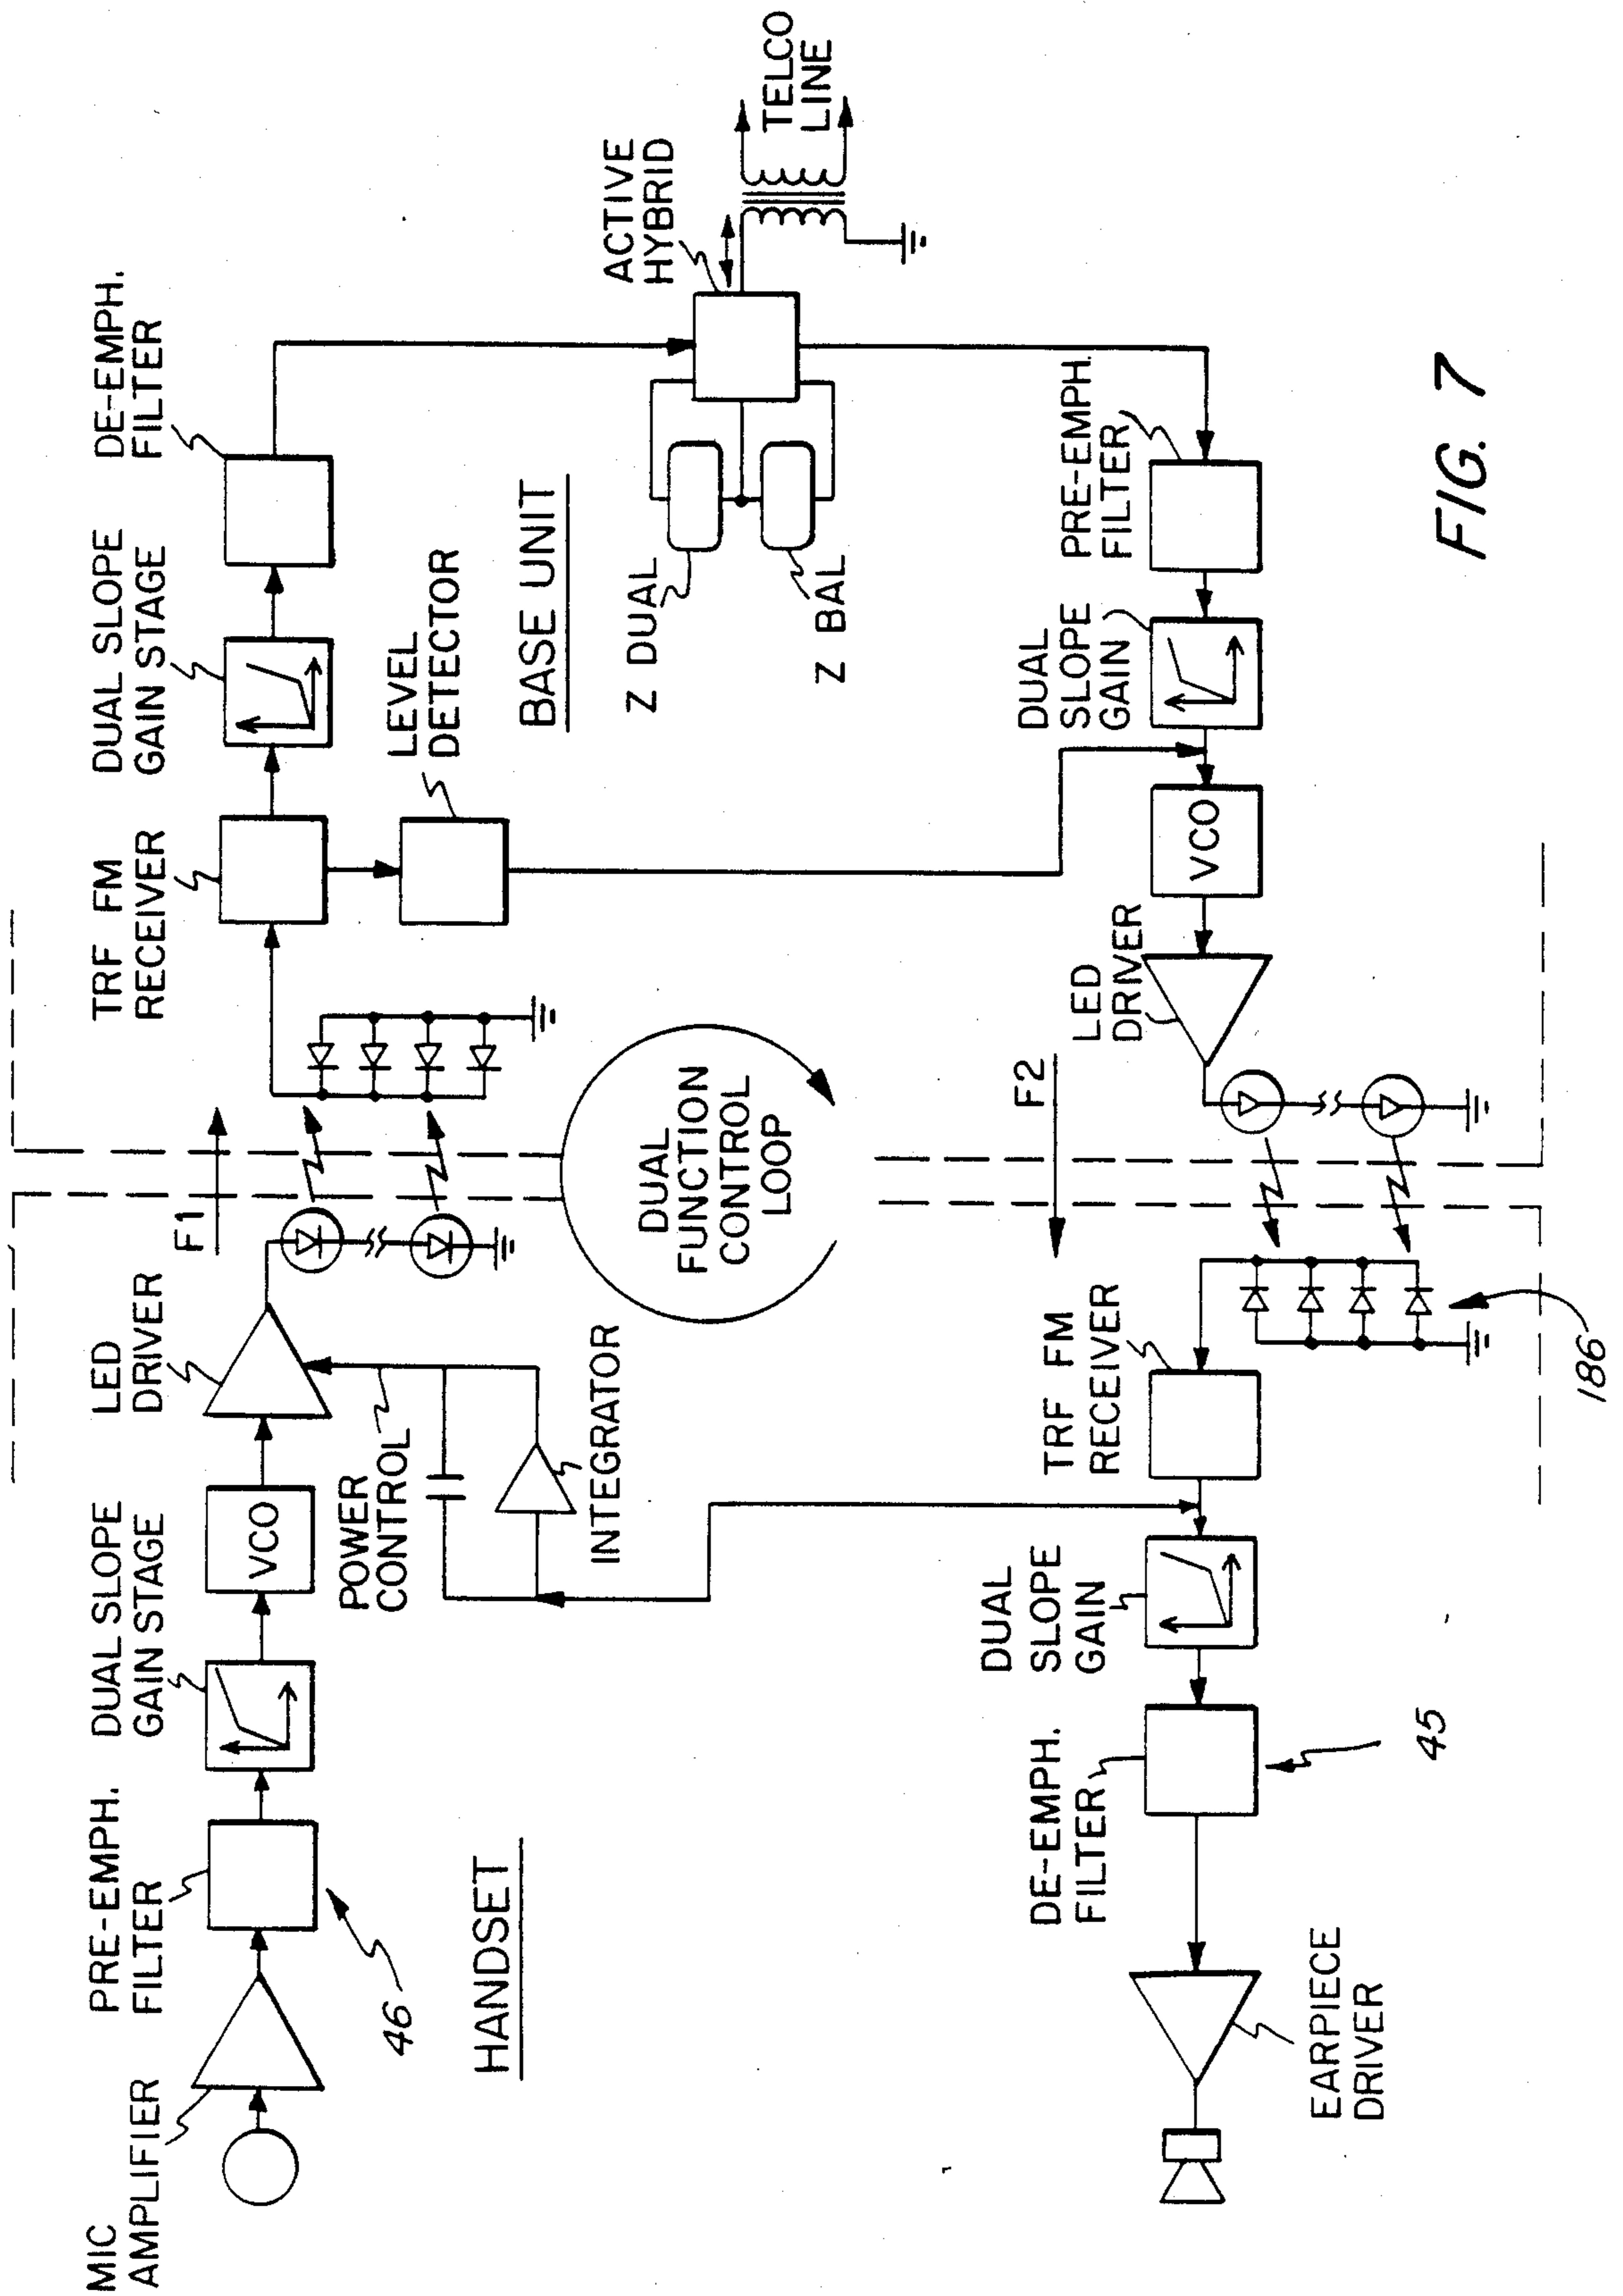 MIC
AMPLIFIER
PRE-EMPH.
FILTER
DUAL SLOPE
GAIN STAGE
VCO
LED
DRIVER
POWER
CONTROL
INTEGRATOR
46
HANDSET
F1
TRF FM
RECEIVER
DUAL SLOPE
GAIN STAGE
DE-EMPH.
FILTER
LEVEL
DETECTOR
BASE UNIT
ACTIVE
HYBRID
TELCO
LINE
Z DUAL
Z BAL
DUAL
FUNCTION
CONTROL
LOOP
F2
EARPIECE
DRIVER
DE-EMPH.
FILTER
45
DUAL
SLOPE
GAIN
TRF FM
RECEIVER
186
LED
DRIVER
VCO
DUAL
SLOPE
GAIN
PRE-EMPH.
FILTER
FIG. 7